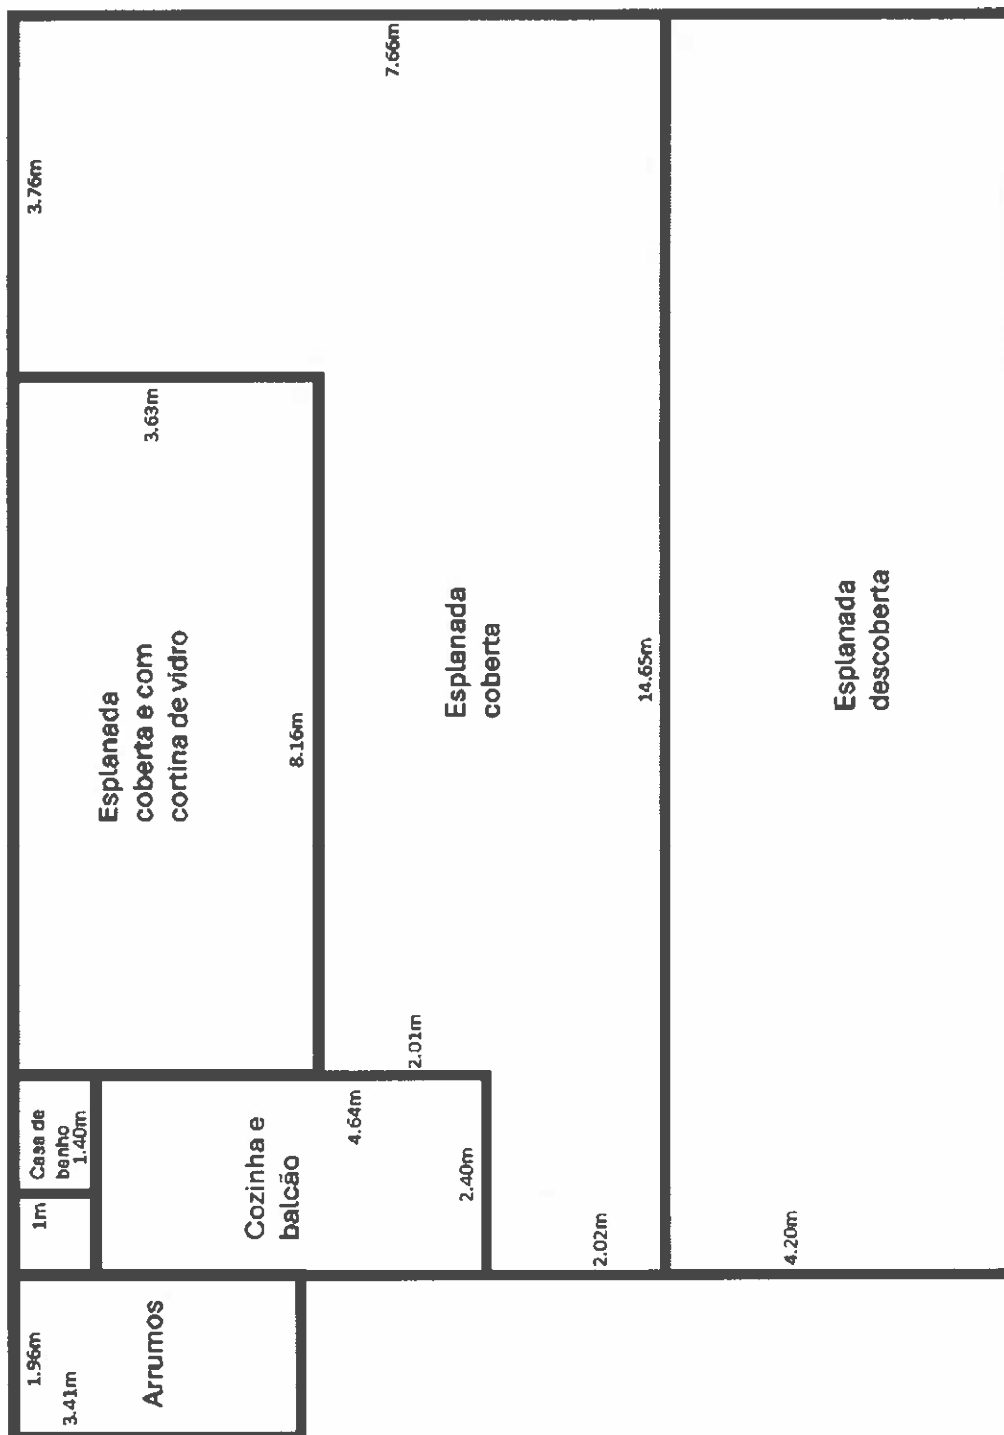 1.96m
3.41m
Arrumos
1m
Casa de
banho
1.40m
3.76m
Esplanada
coberta e com
cortina de vidro
3.63m
Cozinha e
balcão
8.16m
4.64m
7.66m
2.01m
2.40m
Esplanada
coberta
2.02m
14.65m
4.20m
Esplanada
descoberta